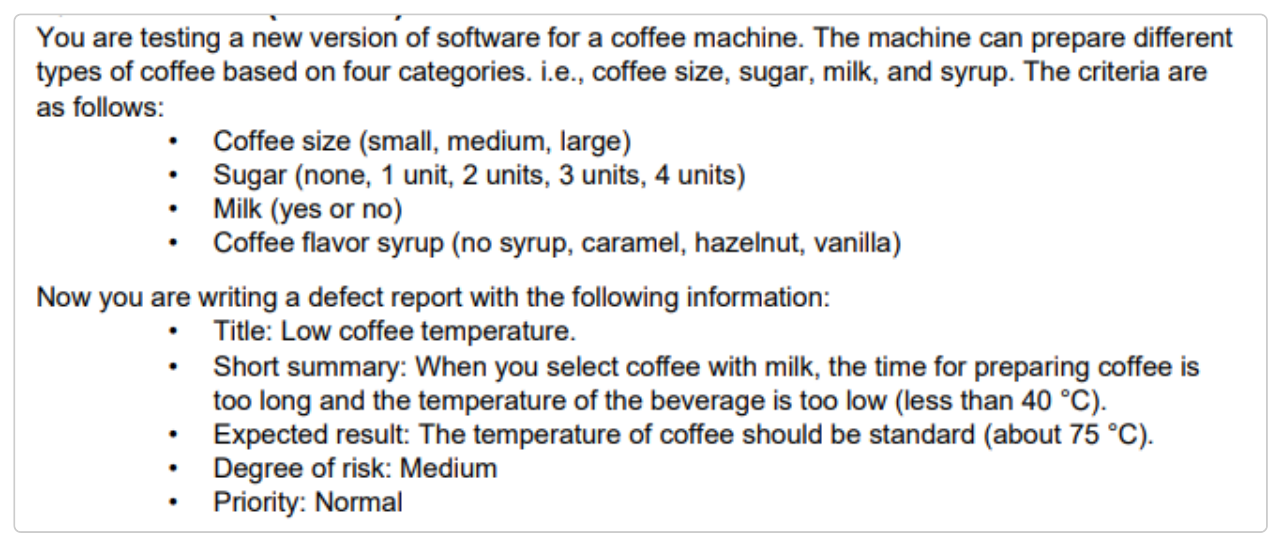 You are testing a new version of software for a coffee machine. The machine can prepare different
types of coffee based on four categories. i.e., coffee size, sugar, milk, and syrup. The criteria are
as follows:
• Coffee size (small, medium, large)
• Sugar (none, 1 unit, 2 units, 3 units, 4 units)
• Milk (yes or no)
• Coffee flavor syrup (no syrup, caramel, hazelnut, vanilla)
Now you are writing a defect report with the following information:
• Title: Low coffee temperature.
• Short summary: When you select coffee with milk, the time for preparing coffee is
too long and the temperature of the beverage is too low (less than 40 °C).
• Expected result: The temperature of coffee should be standard (about 75 °C).
• Degree of risk: Medium
• Priority: Normal